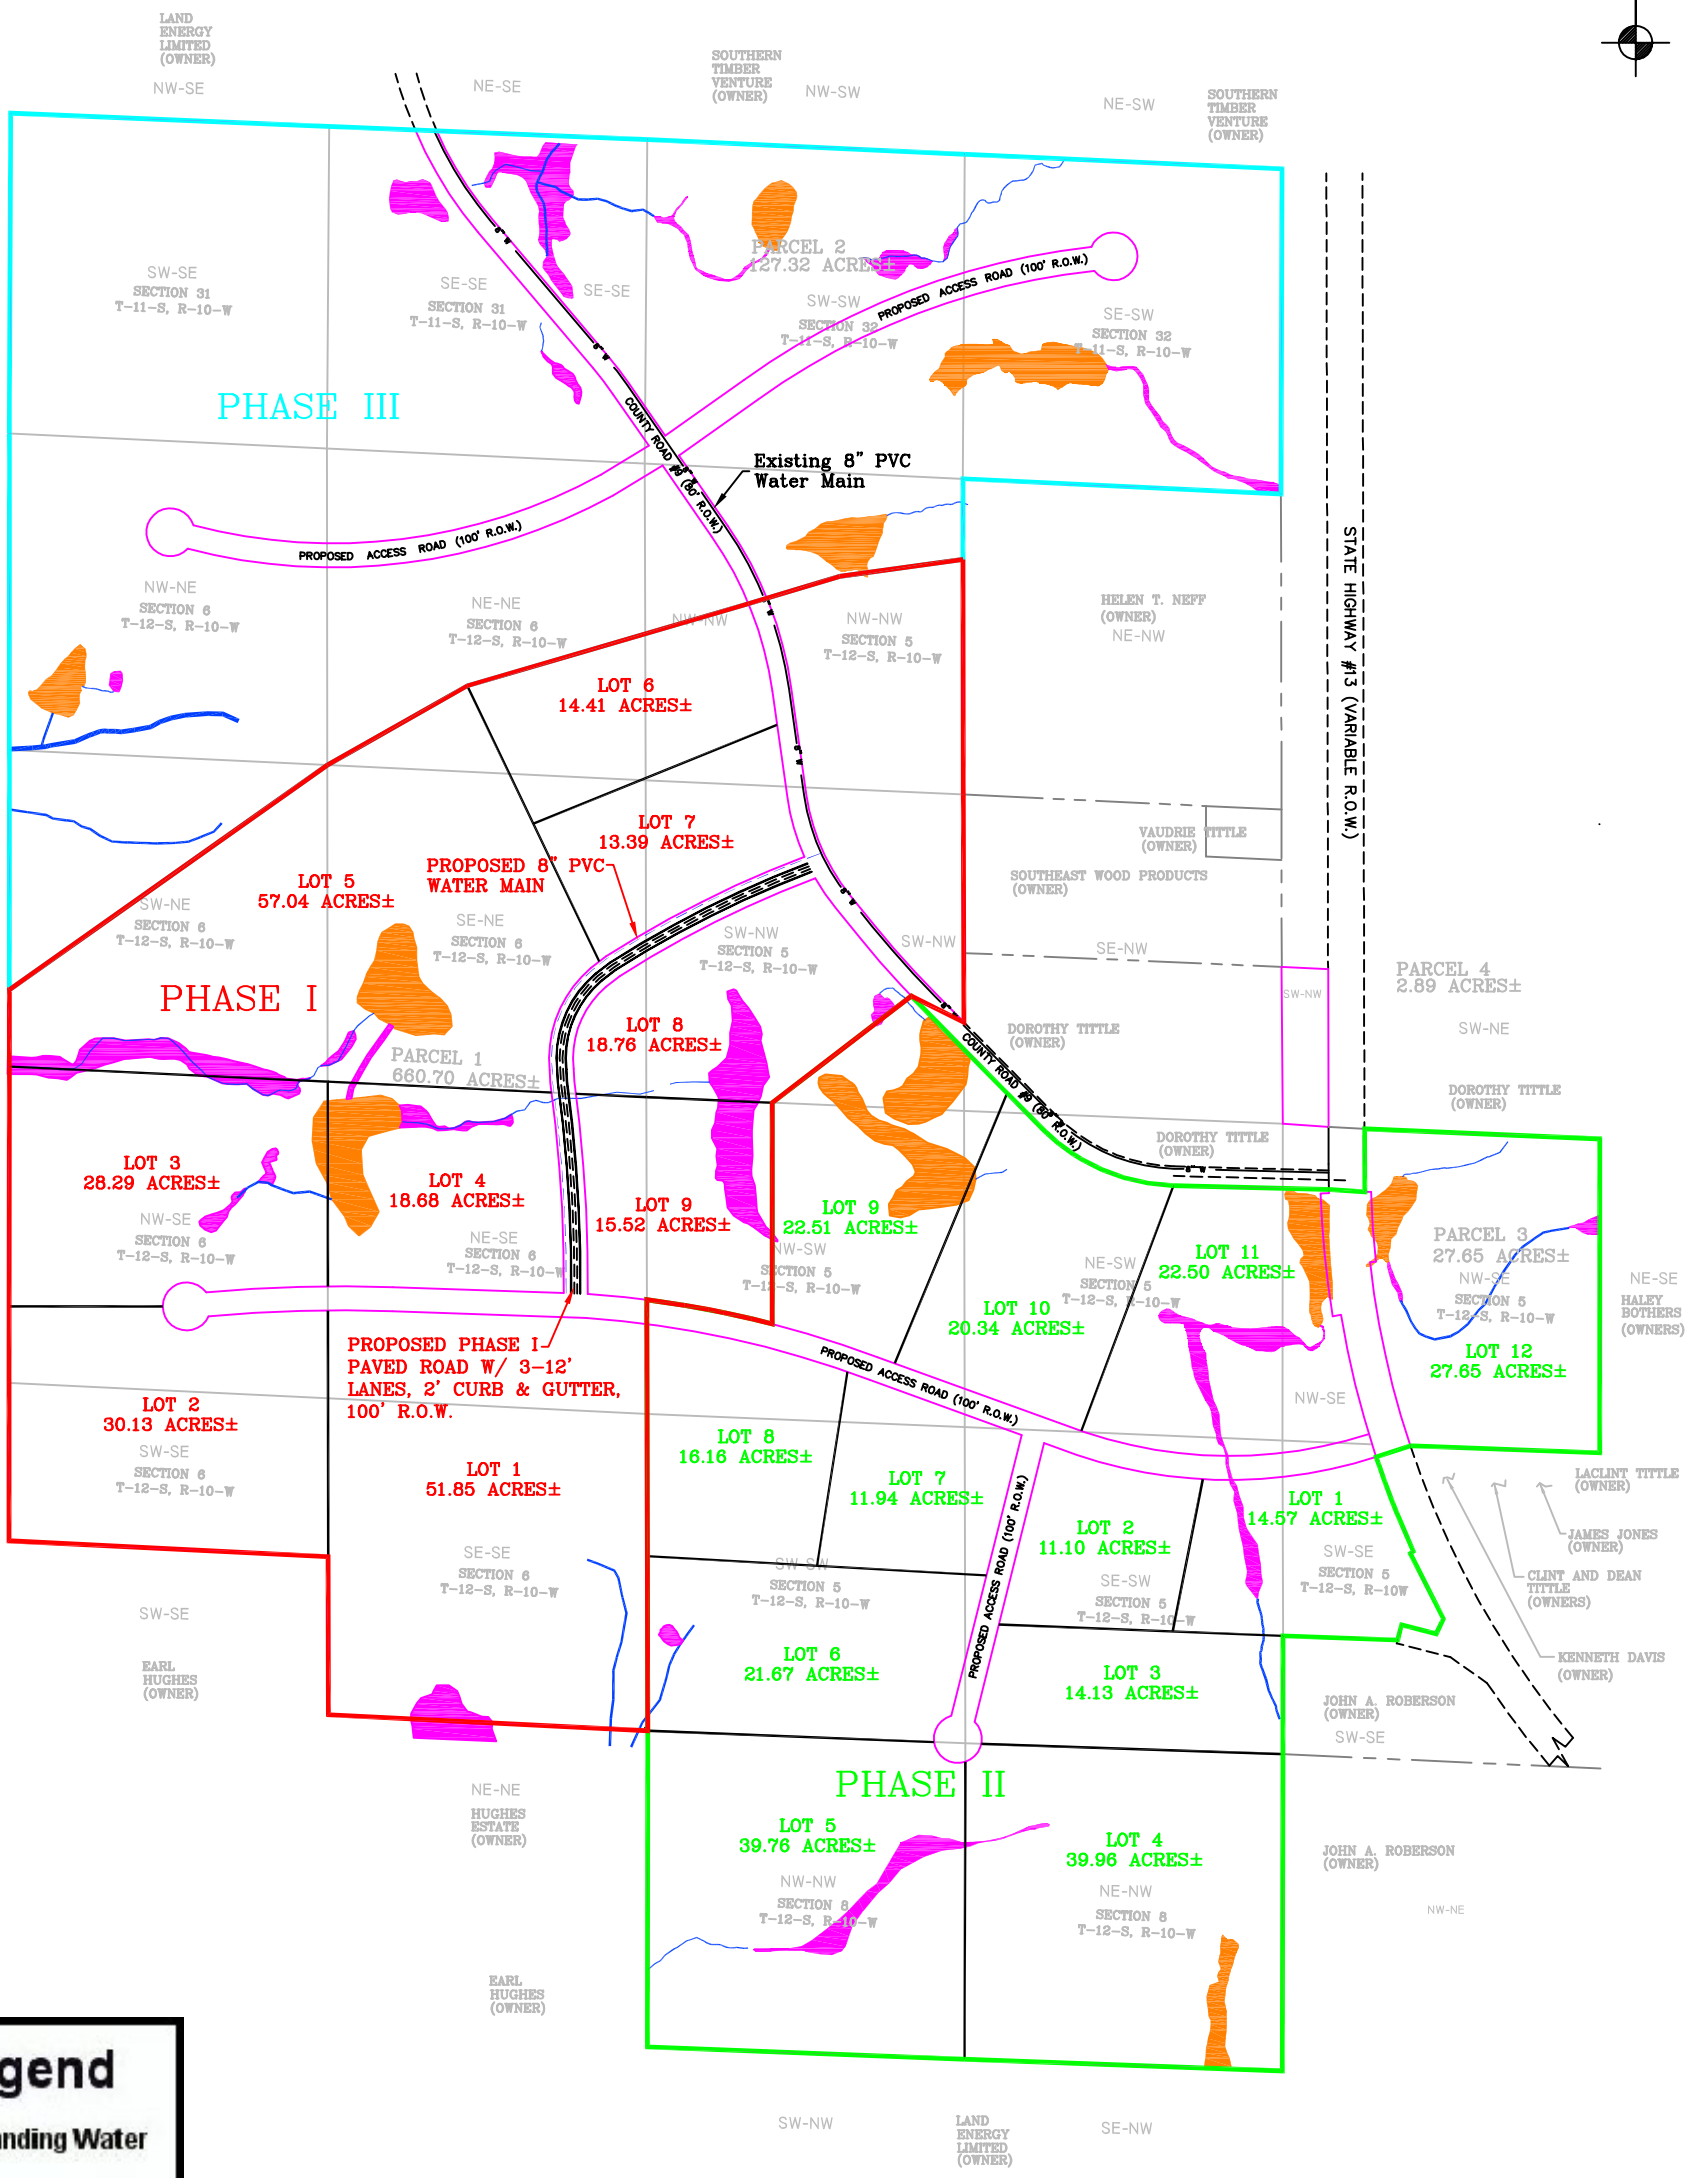 LAND
ENERGY
LIMITED
(OWNER)
NW-SE
NE-SE
SOUTHERN
TIMBER
VENTURE
(OWNER)
NW-SW
NE-SW
SOUTHERN
TIMBER
VENTURE
(OWNER)
PARCEL 2
127.32 ACRES±
SW-SE
SECTION 31
T-11-S, R-10-W
SE-SE
SECTION 31
T-11-S, R-10-W
SE-SE
SW-SW
SECTION 32
T-11-S, R-10-W
SE-SW
SECTION 32
T-11-S, R-10-W
PROPOSED ACCESS ROAD (100' R.O.W.)
8" W
8" W
PHASE III
COUNTY ROAD #9 (80' R.O.W.)
8" W
Existing 8" PVC
Water Main
PROPOSED ACCESS ROAD (100' R.O.W.)
STATE HIGHWAY #13 (VARIABLE R.O.W.)
NW-NE
SECTION 6
T-12-S, R-10-W
NE-NE
SECTION 6
T-12-S, R-10-W
NW-NW
NW-NW
SECTION 5
T-12-S, R-10-W
8" W
HELEN T. NEFF
(OWNER)
NE-NW
LOT 6
14.41 ACRES±
8" W
LOT 7
13.39 ACRES±
VAUDRIE TITTLE
(OWNER)
PROPOSED 8" PVC
WATER MAIN
SOUTHEAST WOOD PRODUCTS
(OWNER)
LOT 5
57.04 ACRES±
8" W
SW-NE
SECTION 6
T-12-S, R-10-W
SE-NE
SECTION 6
T-12-S, R-10-W
SW-NW
SECTION 5
T-12-S, R-10-W
SW-NW
SE-NW
PARCEL 4
2.89 ACRES±
SW-NW
SW-NE
PHASE I
8" W
LOT 8
18.76 ACRES±
DOROTHY TITTLE
(OWNER)
PARCEL 1
660.70 ACRES±
COUNTY ROAD #9 (80' R.O.W.)
DOROTHY TITTLE
(OWNER)
DOROTHY TITTLE
(OWNER)
8" W
LOT 3
28.29 ACRES±
LOT 4
18.68 ACRES±
LOT 9
15.52 ACRES±
LOT 9
22.51 ACRES±
NW-SE
SECTION 6
T-12-S, R-10-W
NE-SE
SECTION 6
T-12-S, R-10-W
NW-SW
SECTION 5
T-12-S, R-10-W
NE-SW
SECTION 5
T-12-S, R-10-W
LOT 11
22.50 ACRES±
PARCEL 3
27.65 ACRES±
NW-SE
SECTION 5
T-12-S, R-10-W
NE-SE
HALEY
BOTHERS
(OWNERS)
LOT 10
20.34 ACRES±
LOT 12
27.65 ACRES±
PROPOSED PHASE I
PAVED ROAD W/ 3-12'
LANES, 2' CURB & GUTTER,
100' R.O.W.
PROPOSED ACCESS ROAD (100' R.O.W.)
NW-SE
LOT 2
30.13 ACRES±
SW-SE
SECTION 6
T-12-S, R-10-W
LOT 1
51.85 ACRES±
LOT 8
16.16 ACRES±
LOT 7
11.94 ACRES±
PROPOSED ACCESS ROAD (100' R.O.W.)
PROPOSED ACCESS ROAD (100' R.O.W.)
LOT 2
11.10 ACRES±
LOT 1
14.57 ACRES±
LACLINT TITTLE
(OWNER)
JAMES JONES
(OWNER)
CLINT AND DEAN
TITTLE
(OWNERS)
KENNETH DAVIS
(OWNER)
SE-SE
SECTION 6
T-12-S, R-10-W
SW-SW
SECTION 5
T-12-S, R-10-W
SE-SW
SECTION 5
T-12-S, R-10-W
SW-SE
SECTION 5
T-12-S, R-10W
SW-SE
EARL
HUGHES
(OWNER)
LOT 6
21.67 ACRES±
LOT 3
14.13 ACRES±
JOHN A. ROBERSON
(OWNER)
SW-SE
NE-NE
HUGHES
ESTATE
(OWNER)
PHASE II
LOT 5
39.76 ACRES±
NW-NW
SECTION 8
T-12-S, R-10-W
LOT 4
39.96 ACRES±
NE-NW
SECTION 8
T-12-S, R-10-W
JOHN A. ROBERSON
(OWNER)
NW-NE
EARL
HUGHES
(OWNER)
gend
nding Water
SW-NW
LAND
ENERGY
LIMITED
(OWNER)
SE-NW